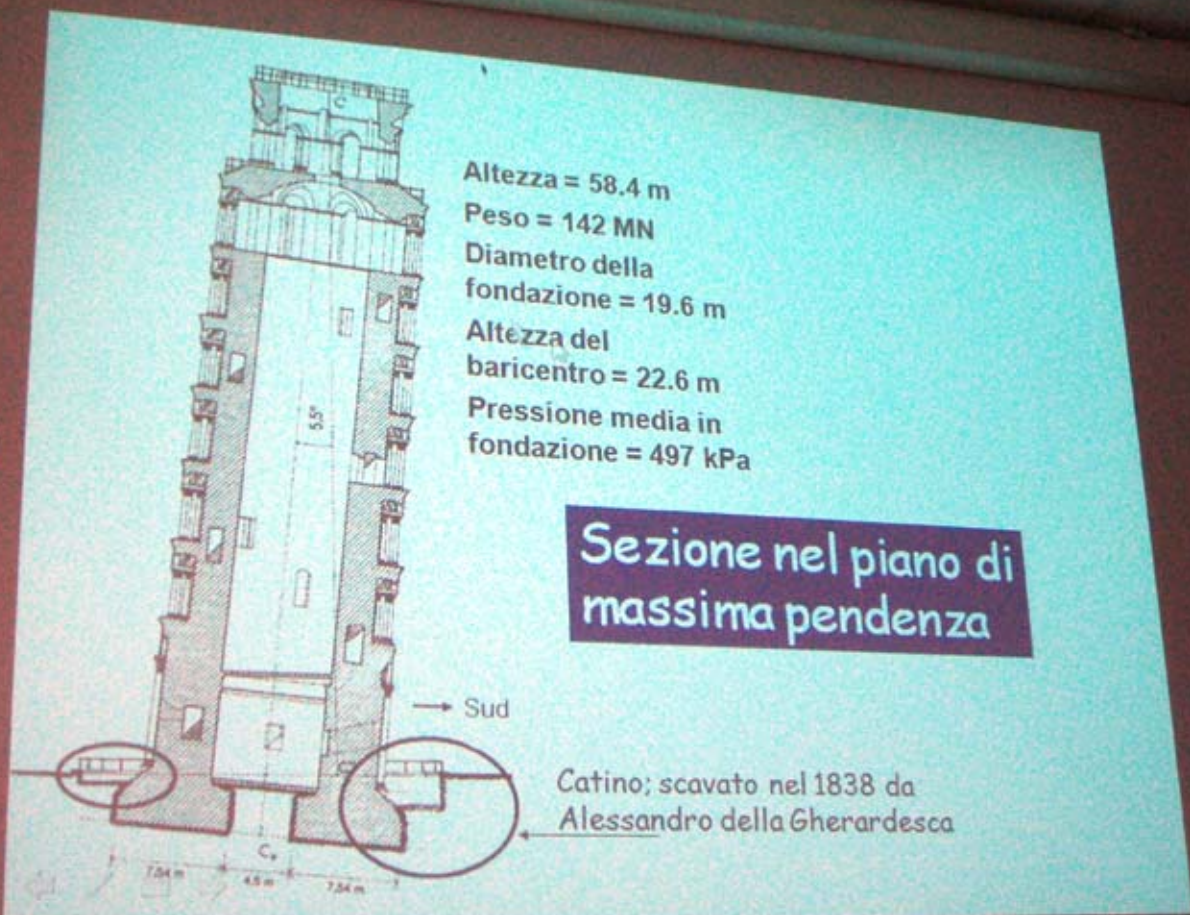 Altezza = 58.4 m
Peso = 142 MN
Diametro della
fondazione = 19.6 m
Altezza del
baricentro = 22.6 m
Pressione media in
fondazione = 497 kPa
5.5°
Sezione nel piano di
massima pendenza
Sud
Catino; scavato nel 1838 da
Alessandro della Gherardesca
7,54 m
4,5 m
7,54 m